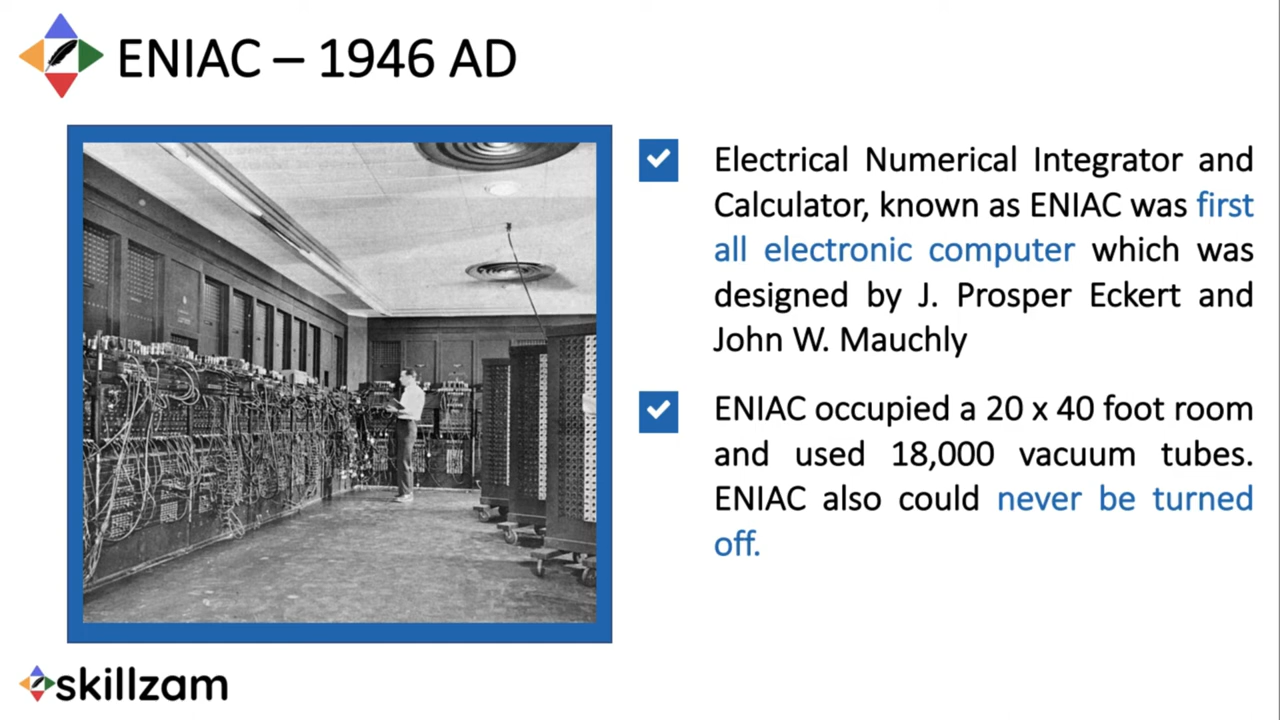 ENIAC – 1946 AD
Electrical Numerical Integrator and
Calculator, known as ENIAC was first
all electronic computer which was
designed by J. Prosper Eckert and
John W. Mauchly
ENIAC occupied a 20 x 40 foot room
and used 18,000 vacuum tubes.
ENIAC also could never be turned
off.
skillzam